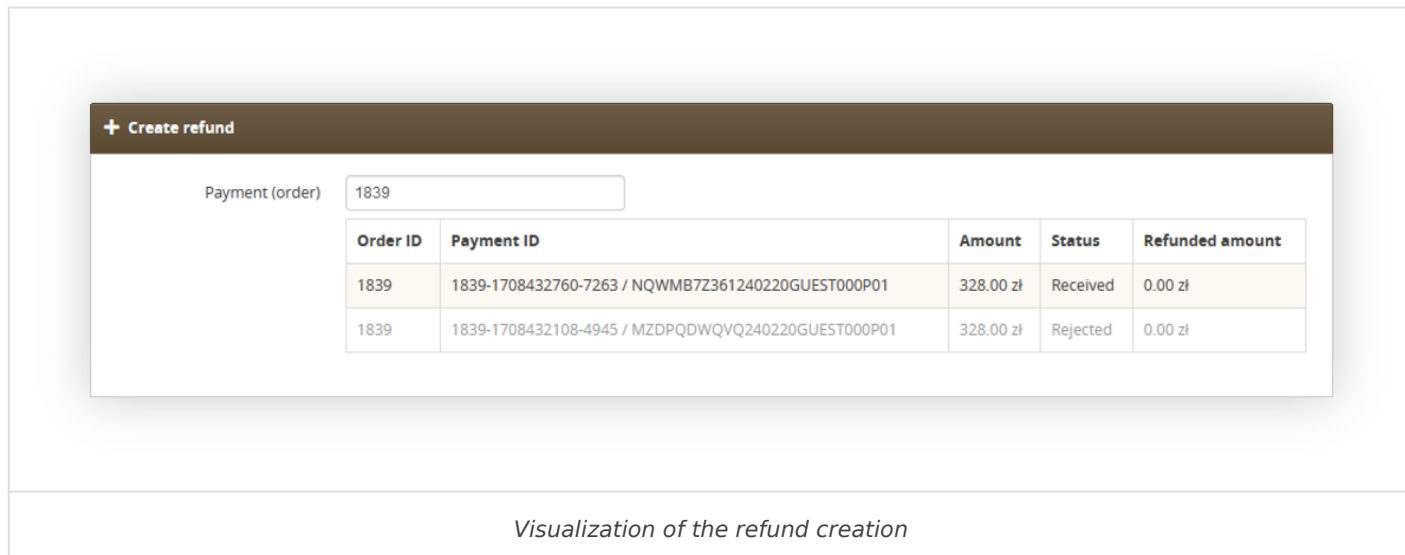 Create refund
Payment (order) 1839
Order ID Payment ID Amount Status Refunded amount
1839 1839-1708432760-7263 / NQWMB7Z361240220GUEST000P01 328.00 zł Received 0.00 zł
1839 1839-1708432108-4945 / MZDPQDWQVQ240220GUEST000P01 328.00 zł Rejected 0.00 zł
Visualization of the refund creation